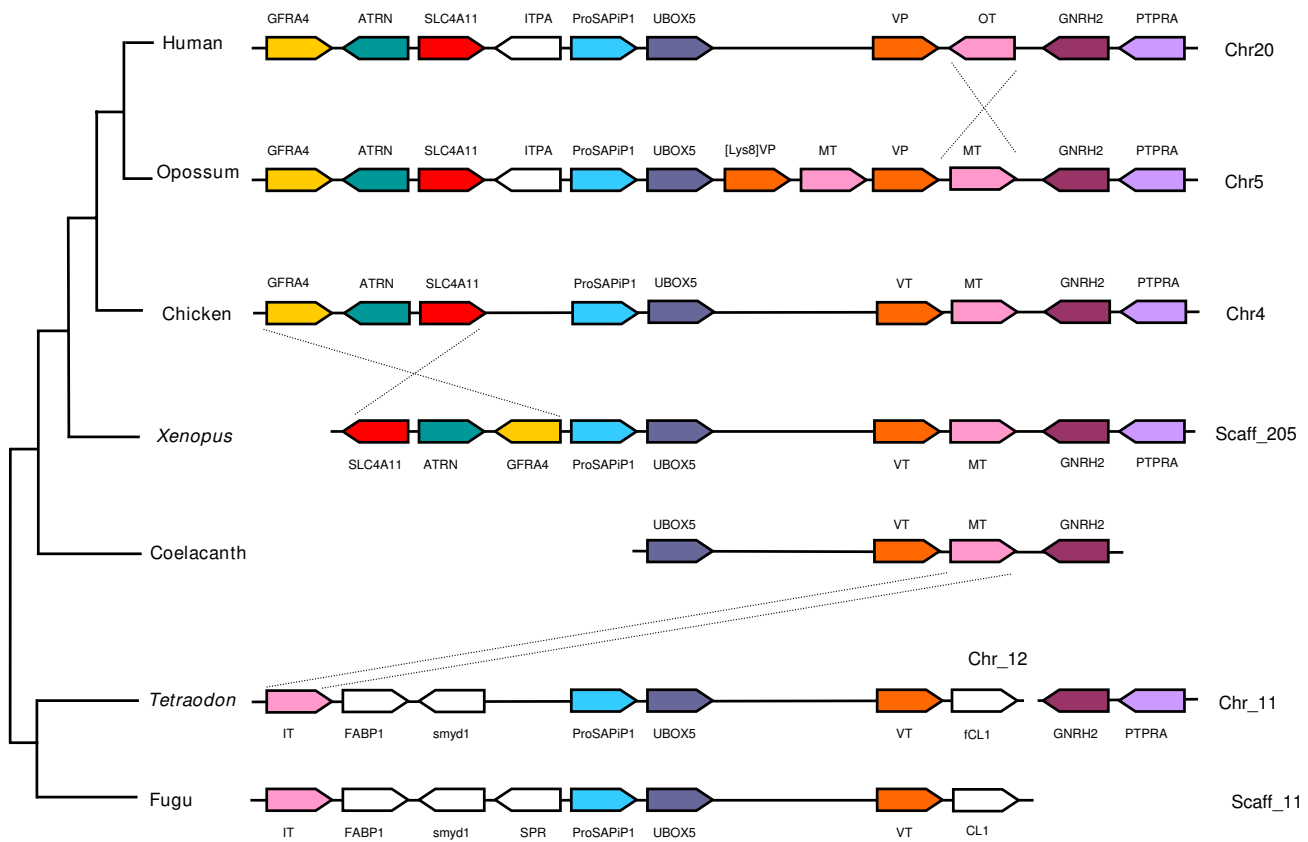 GFRA4 ATRN SLC4A11 ITPA ProSAPiP1 UBOX5 VP OT GNRH2 PTPRA
Human Chr20
GFRA4 ATRN SLC4A11 ITPA ProSAPiP1 UBOX5 [Lys8]VP MT VP MT GNRH2 PTPRA
Opossum Chr5
GFRA4 ATRN SLC4A11 ProSAPiP1 UBOX5 VT MT GNRH2 PTPRA
Chicken Chr4
Xenopus Scaff_205
SLC4A11 ATRN GFRA4 ProSAPiP1 UBOX5 VT MT GNRH2 PTPRA
UBOX5 VT MT GNRH2
Coelacanth
Chr_12
Tetraodon Chr_11
IT FABP1 smyd1 ProSAPiP1 UBOX5 VT fCL1 GNRH2 PTPRA
Fugu Scaff_11
IT FABP1 smyd1 SPR ProSAPiP1 UBOX5 VT CL1